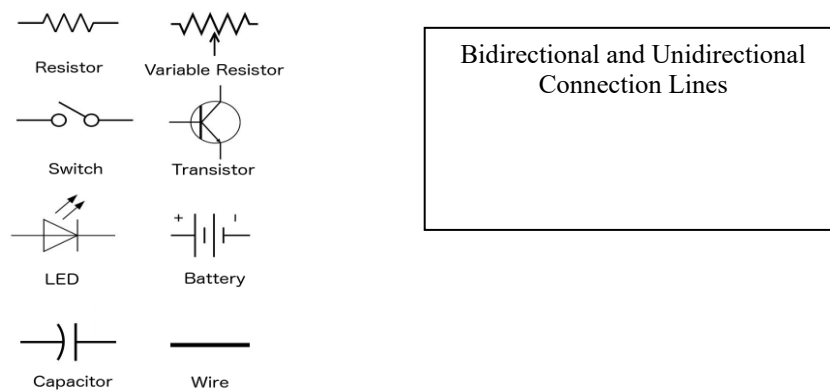 Resistor
Variable Resistor
Switch
Transistor
LED
+
Battery
Capacitor
Wire
Bidirectional and Unidirectional
Connection Lines